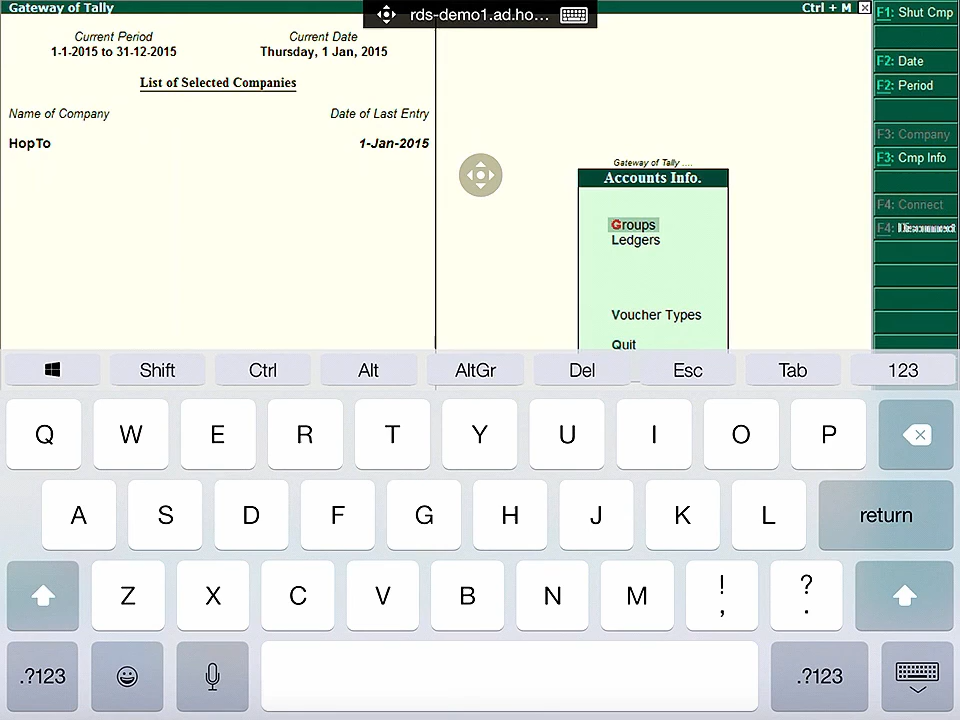 Gateway of Tally
rds-demo1.ad.ho...
Ctrl + M
Current Period
Current Date
1-1-2015 to 31-12-2015
Thursday, 1 Jan, 2015
List of Selected Companies
Name of Company
Date of Last Entry
HopTo
1-Jan-2015
Gateway of Tally ....
Accounts Info.
Groups
Ledgers
Voucher Types
Quit
F1: Shut Cmp
F2: Date
F2: Period
F3: Company
F3: Cmp Info
F4: Connect
F4: Disconnect
Shift Ctrl Alt AltGr Del Esc Tab 123
Q W E R T Y U I O P
A S D F G H J K L return
Z X C V B N M ! , ? .
.?123 .?123